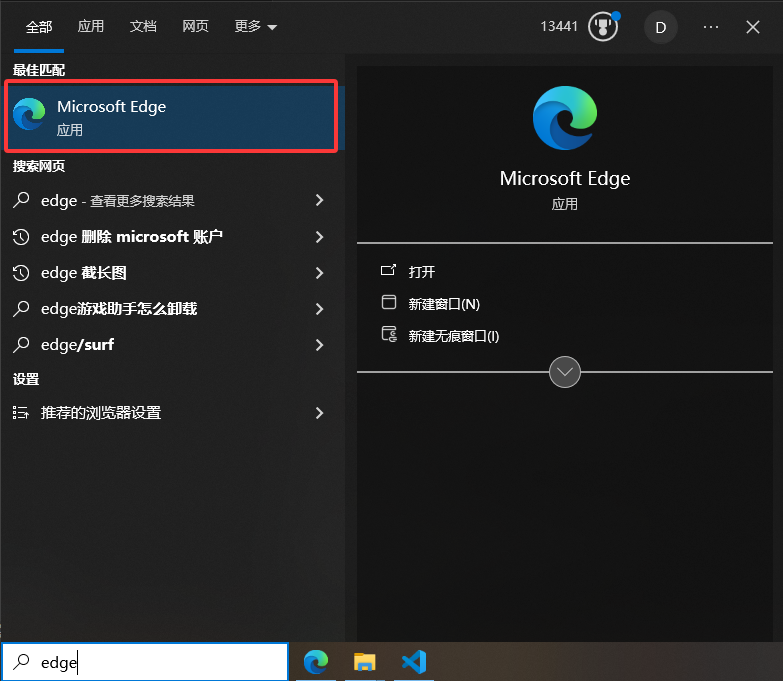 全部 应用 文档 网页 更多 13441 D ...
最佳匹配
Microsoft Edge
应用
搜索网页
edge - 查看更多搜索结果
edge 删除 microsoft 账户
edge 截长图
edge游戏助手怎么卸载
edge/surf
设置
推荐的浏览器设置
Microsoft Edge
应用
打开
新建窗口(N)
新建无痕窗口(I)
edge